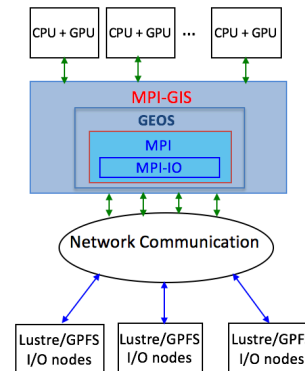 CPU + GPU CPU + GPU ... CPU + GPU
MPI-GIS
GEOS
MPI
MPI-IO
Network Communication
Lustre/GPFS Lustre/GPFS Lustre/GPF
I/O nodes I/O nodes I/O nodes